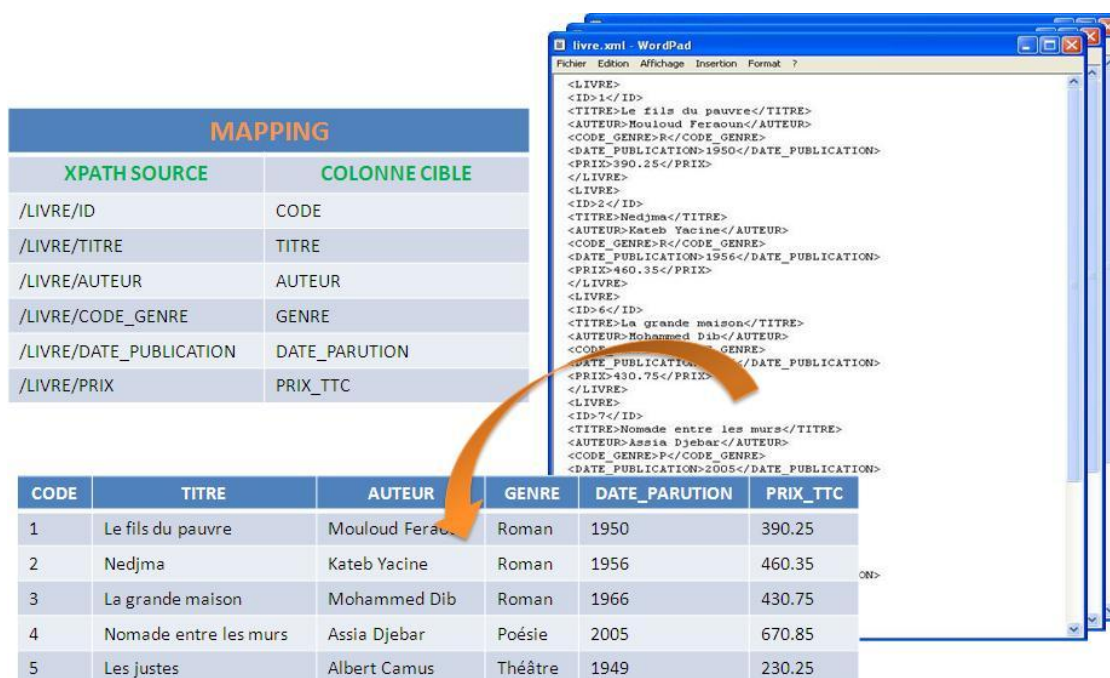 livre.xml - WordPad
Fichier Edition Affichage Insertion Format ?
<LIVRE>
<ID>1</ID>
<TITRE>Le fils du pauvre</TITRE>
<AUTEUR>Mouloud Feraoun</AUTEUR>
<CODE_GENRE>R</CODE_GENRE>
<DATE_PUBLICATION>1950</DATE_PUBLICATION>
<PRIX>390.25</PRIX>
</LIVRE>
<LIVRE>
<ID>2</ID>
<TITRE>Nedjma</TITRE>
<AUTEUR>Kateb Yacine</AUTEUR>
<CODE_GENRE>R</CODE_GENRE>
<DATE_PUBLICATION>1956</DATE_PUBLICATION>
<PRIX>460.35</PRIX>
</LIVRE>
<LIVRE>
<ID>6</ID>
<TITRE>La grande maison</TITRE>
<AUTEUR>Mohammed Dib</AUTEUR>
GENRE>
</DATE_PUBLICATION>
<PRIX>430.75</PRIX>
</LIVRE>
<LIVRE>
<ID>7</ID>
<TITRE>Nomade entre les murs</TITRE>
<AUTEUR>Assia Djebar</AUTEUR>
<CODE_GENRE>P</CODE_GENRE>
<DATE_PUBLICATION>2005</DATE_PUBLICATION>
ON>
MAPPING
XPATH SOURCE COLONNE CIBLE
/LIVRE/ID CODE
/LIVRE/TITRE TITRE
/LIVRE/AUTEUR AUTEUR
/LIVRE/CODE_GENRE GENRE
/LIVRE/DATE_PUBLICATION DATE_PARUTION
/LIVRE/PRIX PRIX_TTC
CODE TITRE AUTEUR GENRE DATE_PARUTION PRIX_TTC
1 Le fils du pauvre Mouloud Roman 1950 390.25
2 Nedjma Kateb Yacine Roman 1956 460.35
3 La grande maison Mohammed Dib Roman 1966 430.75
4 Nomade entre les murs Assia Djebar Poésie 2005 670.85
5 Les justes Albert Camus Théâtre 1949 230.25